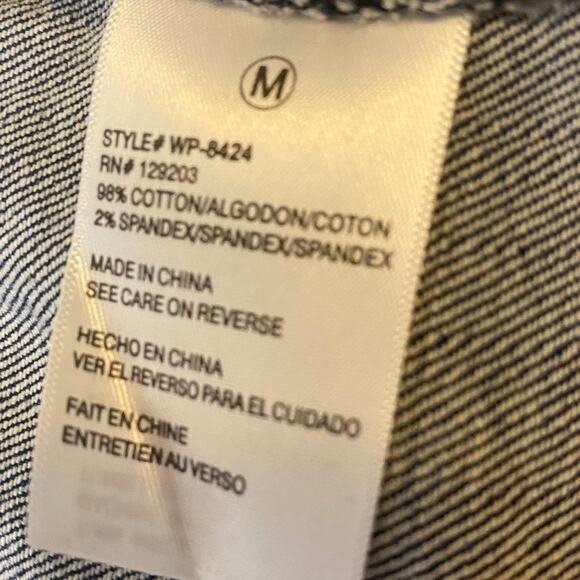 M
STYLE# WP-8424
RN# 129203
98% COTTON/ALGODON/COTON
2% SPANDEX/SPANDEX/SPANDEX
MADE IN CHINA
SEE CARE ON REVERSE
HECHO EN CHINA
VER EL REVERSO PARA EL CUIDADO
FAIT EN CHINE
ENTRETIEN AU VERSO